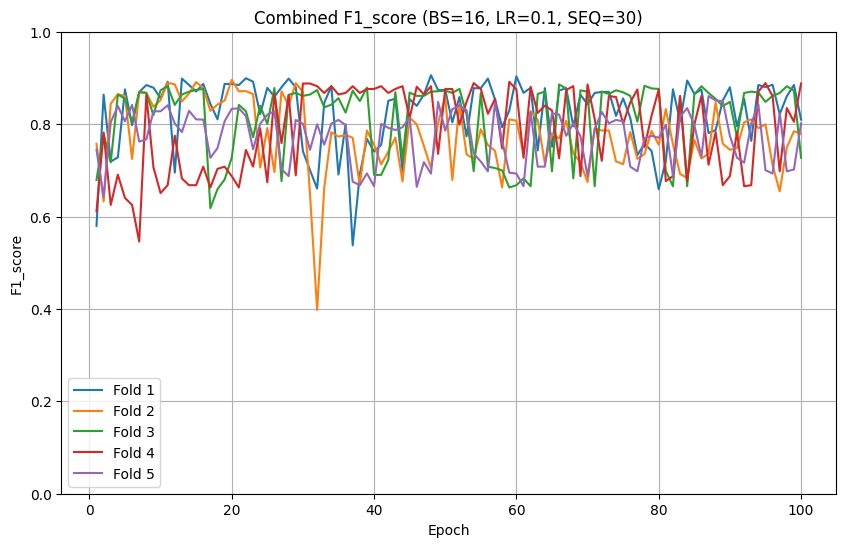 Combined F1_score (BS=16, LR=0.1, SEQ=30)
F1_score
1.0
0.8
0.6
0.4
0.2
0.0
Fold 1
Fold 2
Fold 3
Fold 4
Fold 5
0 20 40 60 80 100
Epoch